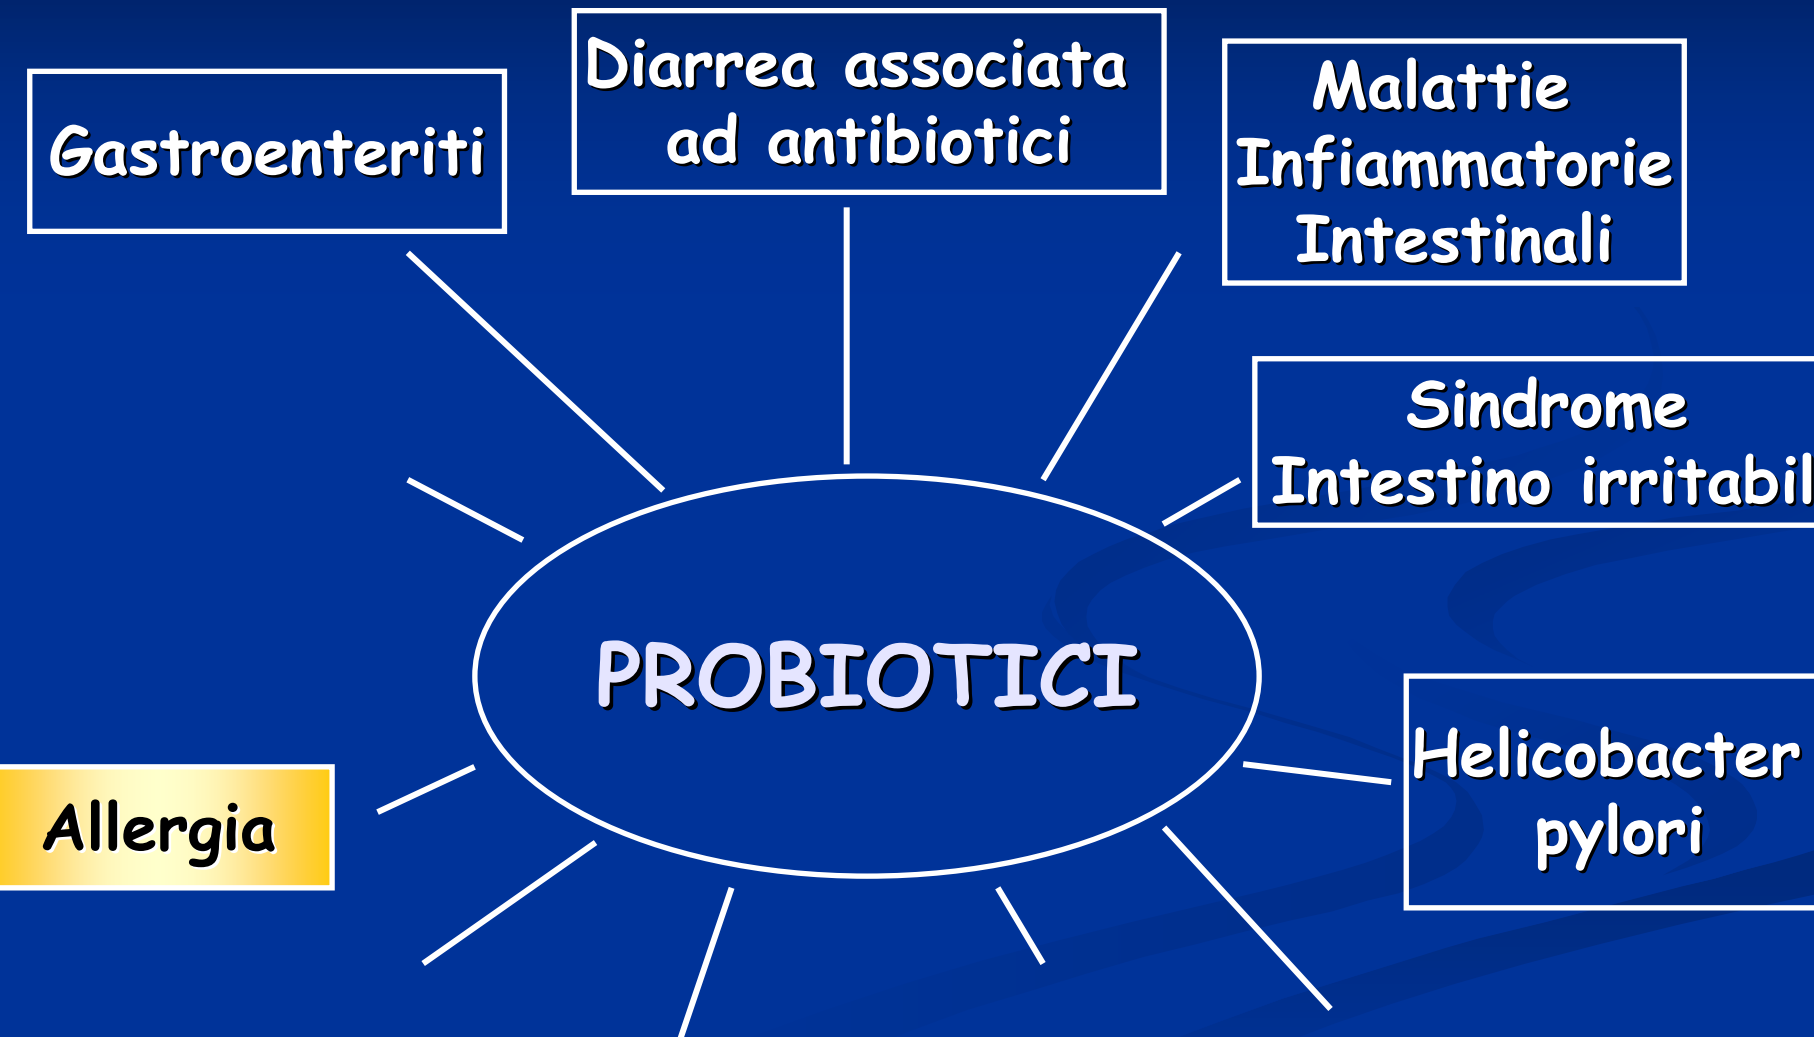 Gastroenteriti
Diarrea associata
ad antibiotici
Malattie
Infiammatorie
Intestinali
Sindrome
Intestino irritabil
PROBIOTICI
Helicobacter
pylori
Allergia